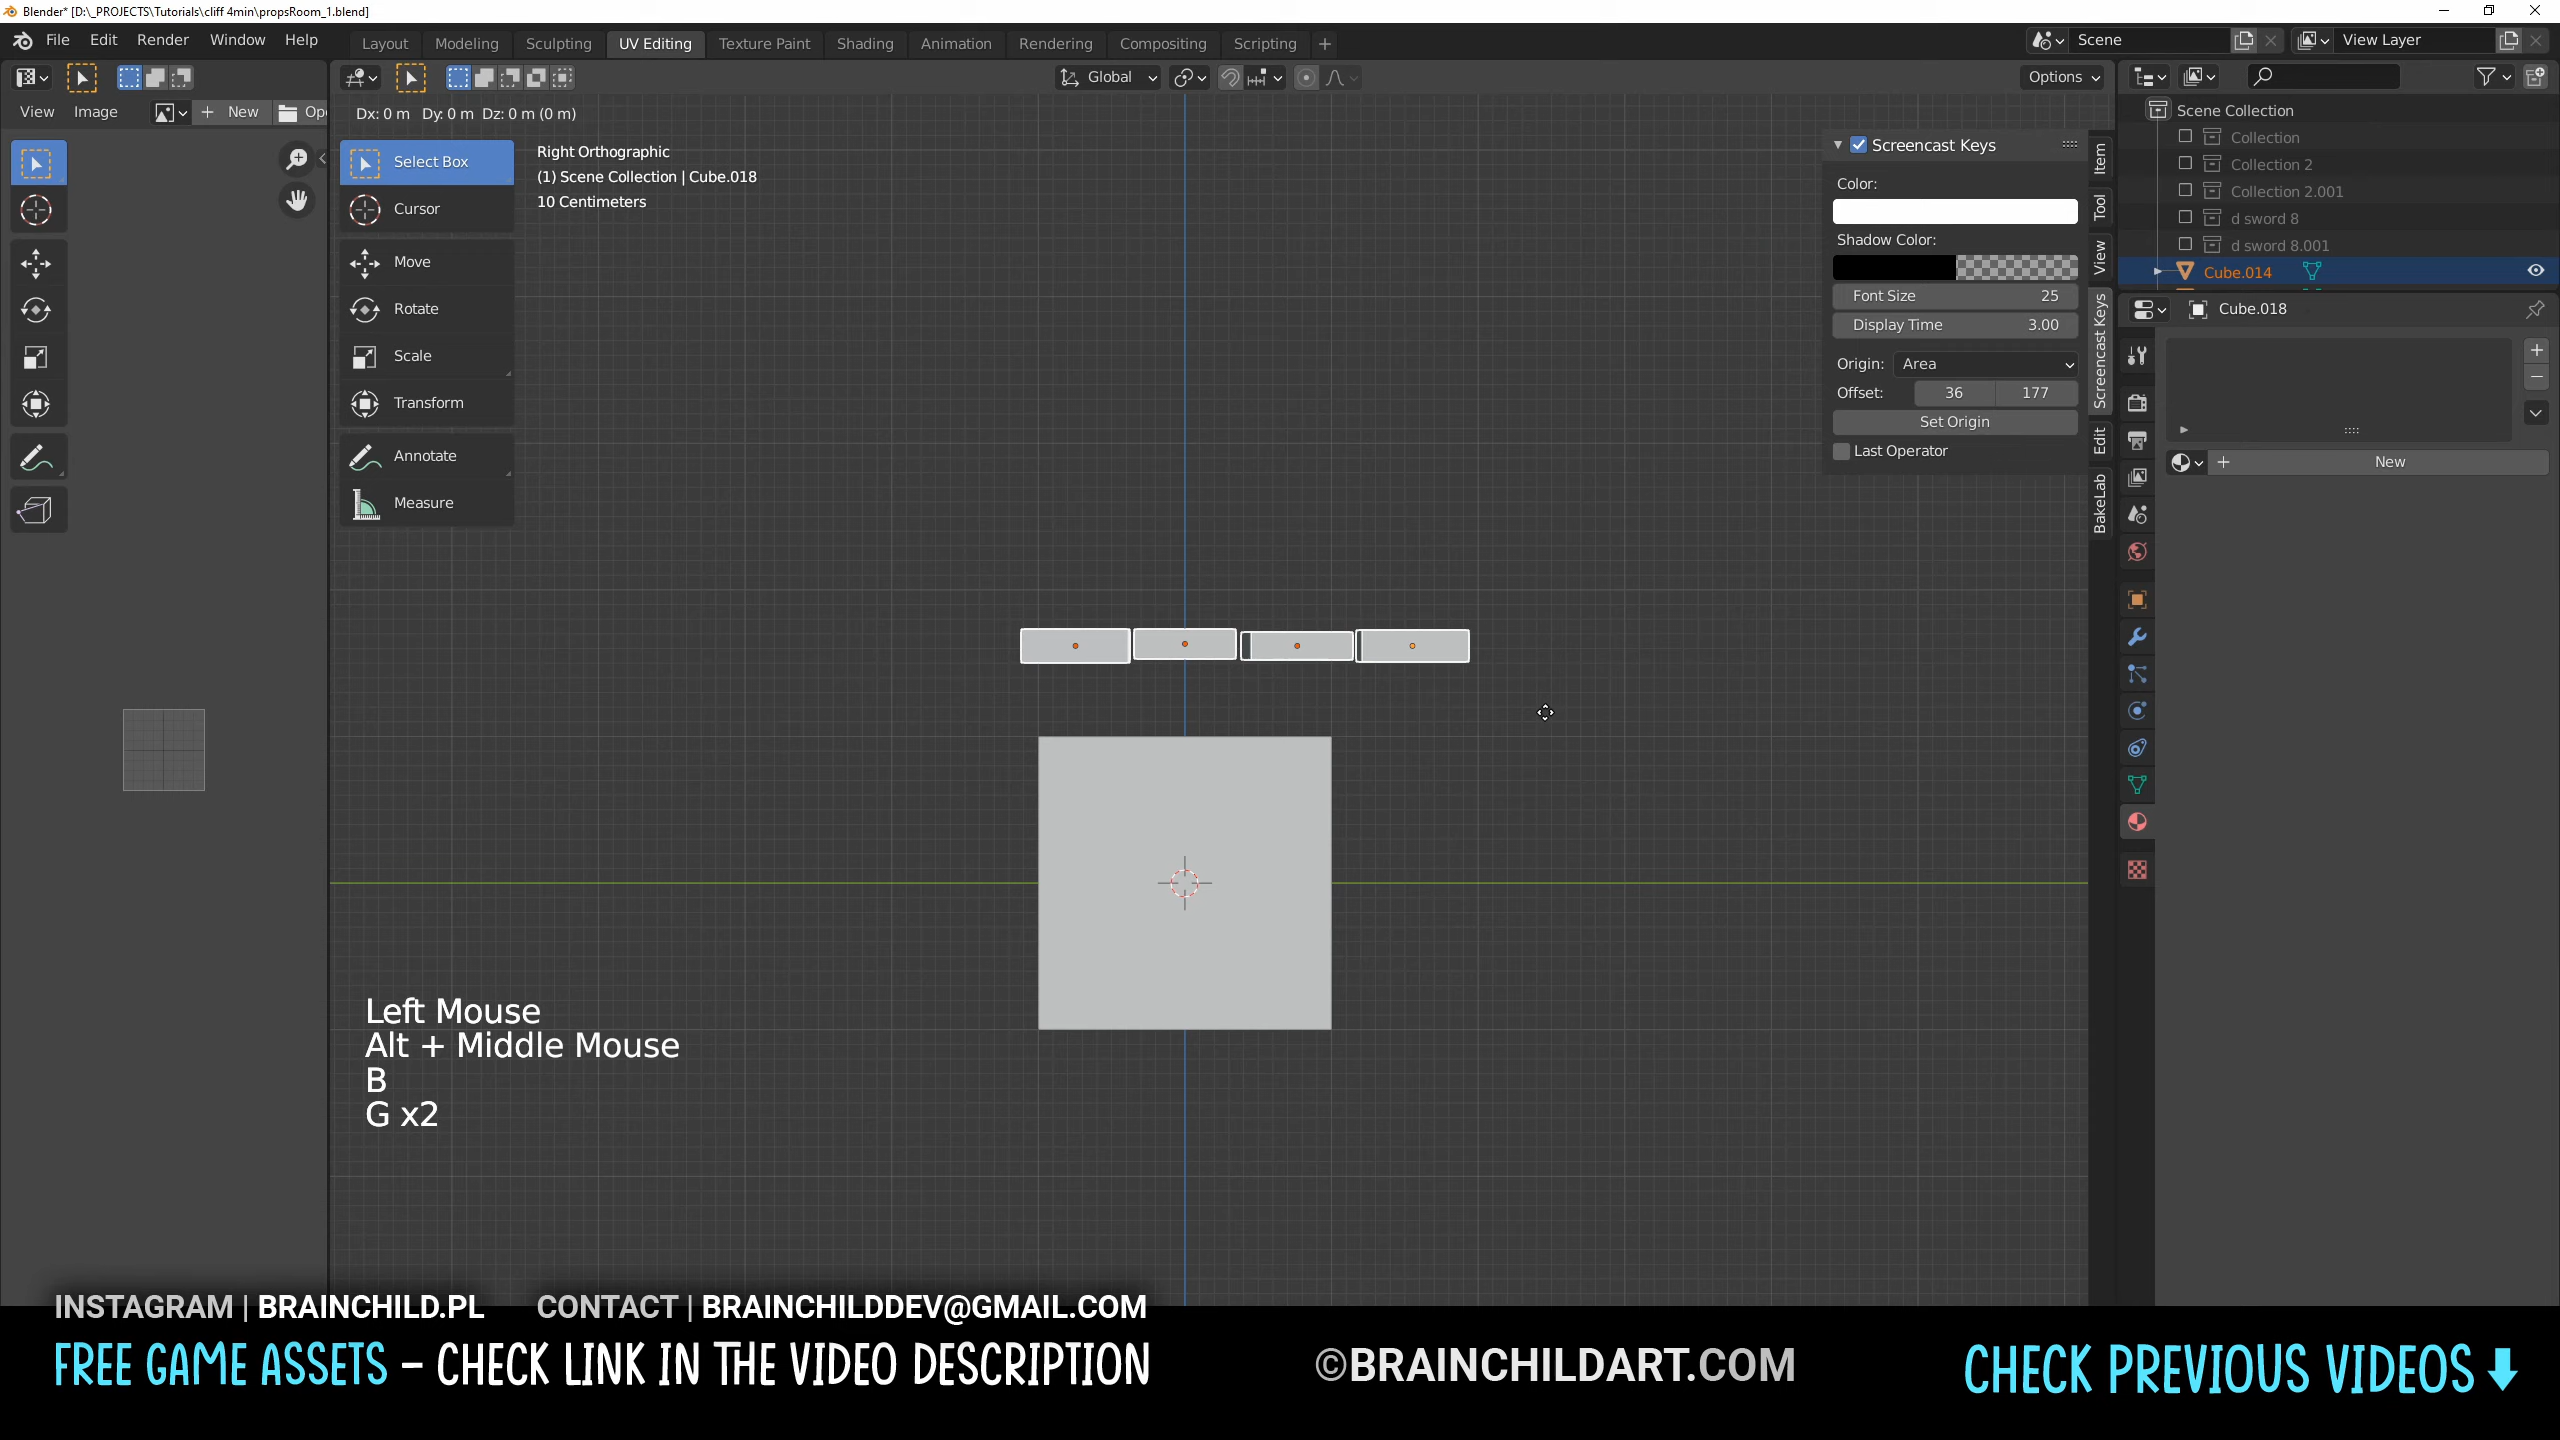 Blender* [D:\_PROJECTS\Tutorials\cliff 4min\propsRoom_1.blend]
File Edit Render Window Help Layout Modeling Sculpting UV Editing Texture Paint Shading Animation Rendering Compositing Scripting + Scene View Layer
Global Options
View Image + New Op
Dx: 0 m Dy: 0 m Dz: 0 m (0 m)
Right Orthographic
(1) Scene Collection | Cube.018
10 Centimeters
Select Box
Cursor
Move
Rotate
Scale
Transform
Annotate
Measure
Screencast Keys
Color:
Shadow Color:
Font Size 25
Display Time 3.00
Origin: Area
Offset: 36 177
Set Origin
Last Operator
Item
Tool
View
Screencast Keys
Edit
BakeLab
Scene Collection
Collection
Collection 2
Collection 2.001
d sword 8
d sword 8.001
Cube.014
Cube.018
+ New
Left Mouse
Alt + Middle Mouse
B
G x2
INSTAGRAM | BRAINCHILD.PL CONTACT | BRAINCHILDDEV@GMAIL.COM
FREE GAME ASSETS – CHECK LINK IN THE VIDEO DESCRIPTION
©BRAINCHILDART.COM
CHECK PREVIOUS VIDEOS